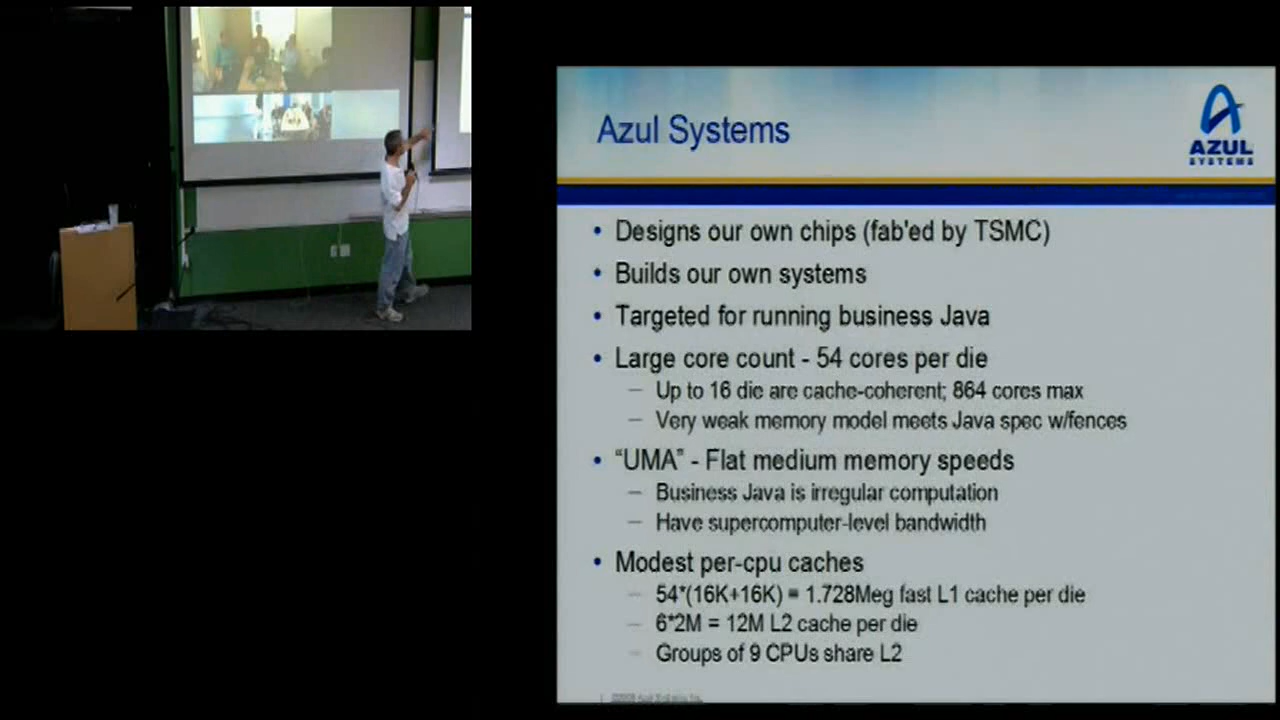 Azul Systems
AZUL
SYSTEMS
• Designs our own chips (fab'ed by TSMC)
• Builds our own systems
• Targeted for running business Java
• Large core count - 54 cores per die
– Up to 16 die are cache-coherent; 864 cores max
– Very weak memory model meets Java spec w/fences
• “UMA” - Flat medium memory speeds
– Business Java is irregular computation
– Have supercomputer-level bandwidth
• Modest per-cpu caches
– 54*(16K+16K) = 1.728Meg fast L1 cache per die
– 6*2M = 12M L2 cache per die
– Groups of 9 CPUs share L2